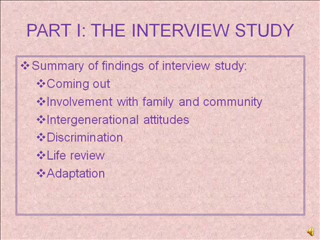 PART I: THE INTERVIEW STUDY
Summary of findings of interview study:
Coming out
Involvement with family and community
Intergenerational attitudes
Discrimination
Life review
Adaptation